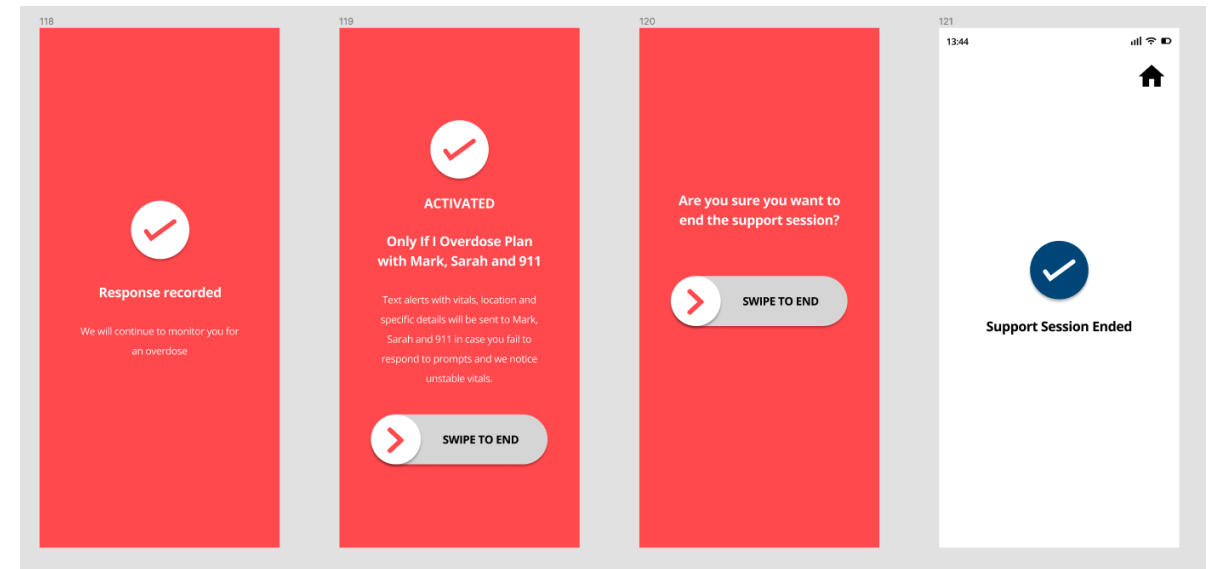 118
Response recorded
We will continue to monitor you for
an overdose
119
ACTIVATED
Only If I Overdose Plan
with Mark, Sarah and 911
Text alerts with vitals, location and
specific details will be sent to Mark,
Sarah and 911 in case you fail to
respond to prompts and we notice
unstable vitals.
SWIPE TO END
120
Are you sure you want to
end the support session?
SWIPE TO END
121
13:44
Support Session Ended